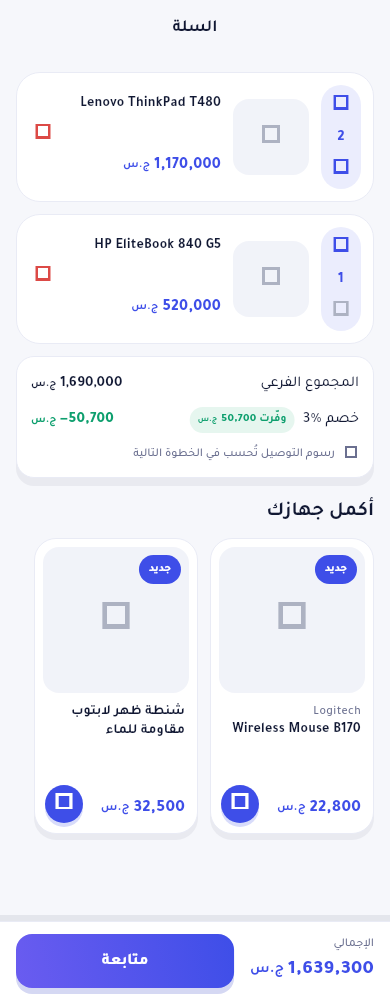 السلة
Lenovo ThinkPad T480
2
1,170,000 ج.س
HP EliteBook 840 G5
1
520,000 ج.س
المجموع الفرعي
1,690,000 ج.س
خصم 3%
وفّرت 50,700 ج.س
−50,700 ج.س
رسوم التوصيل تُحسب في الخطوة التالية
أكمل جهازك
جديد
Logitech
Wireless Mouse B170
22,800 ج.س
جديد
شنطة ظهر لابتوب
مقاومة للماء
32,500 ج.س
الإجمالي
1,639,300 ج.س
متابعة